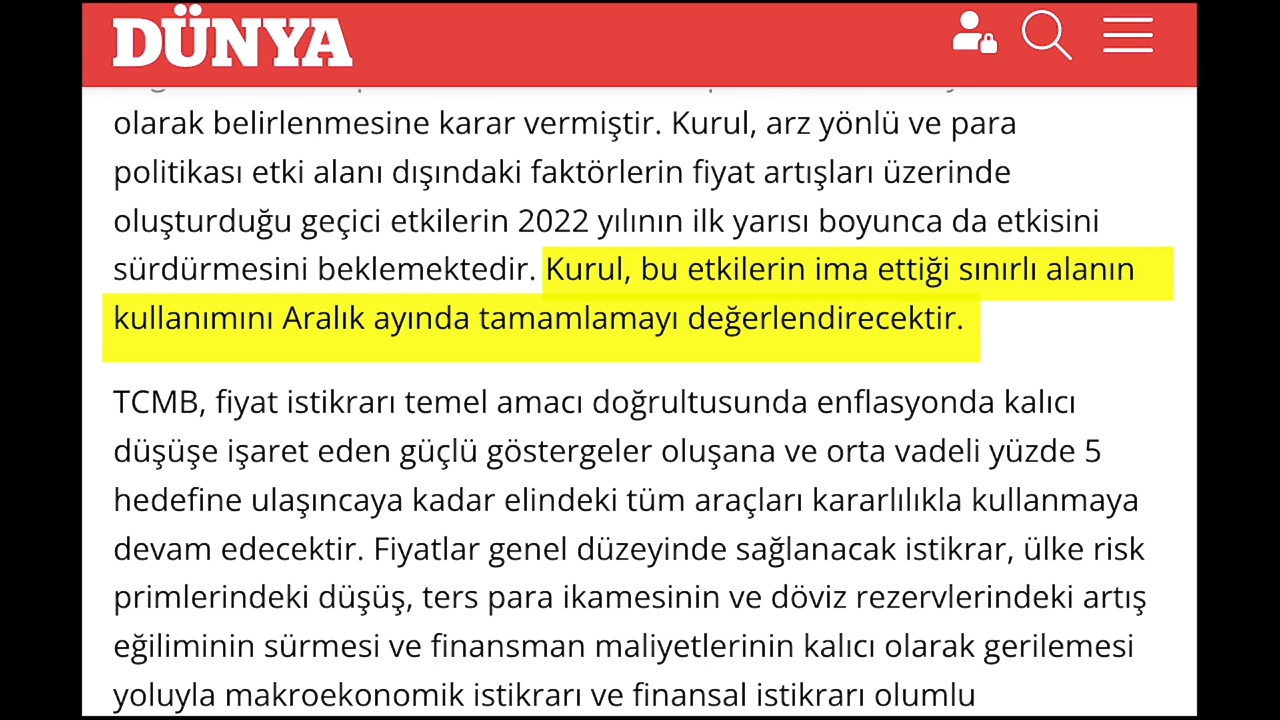 DÜNYA
olarak belirlenmesine karar vermiştir. Kurul, arz yönlü ve para
politikası etki alanı dışındaki faktörlerin fiyat artışları üzerinde
oluşturduğu geçici etkilerin 2022 yılının ilk yarısı boyunca da etkisini
sürdürmesini beklemektedir. Kurul, bu etkilerin ima ettiği sınırlı alanın
kullanımını Aralık ayında tamamlamayı değerlendirecektir.
TCMB, fiyat istikrarı temel amacı doğrultusunda enflasyonda kalıcı
düşüşe işaret eden güçlü göstergeler oluşana ve orta vadeli yüzde 5
hedefine ulaşıncaya kadar elindeki tüm araçları kararlılıkla kullanmaya
devam edecektir. Fiyatlar genel düzeyinde sağlanacak istikrar, ülke risk
primlerindeki düşüş, ters para ikamesinin ve döviz rezervlerindeki artış
eğiliminin sürmesi ve finansman maliyetlerinin kalıcı olarak gerilemesi
yoluyla makroekonomik istikrarı ve finansal istikrarı olumlu